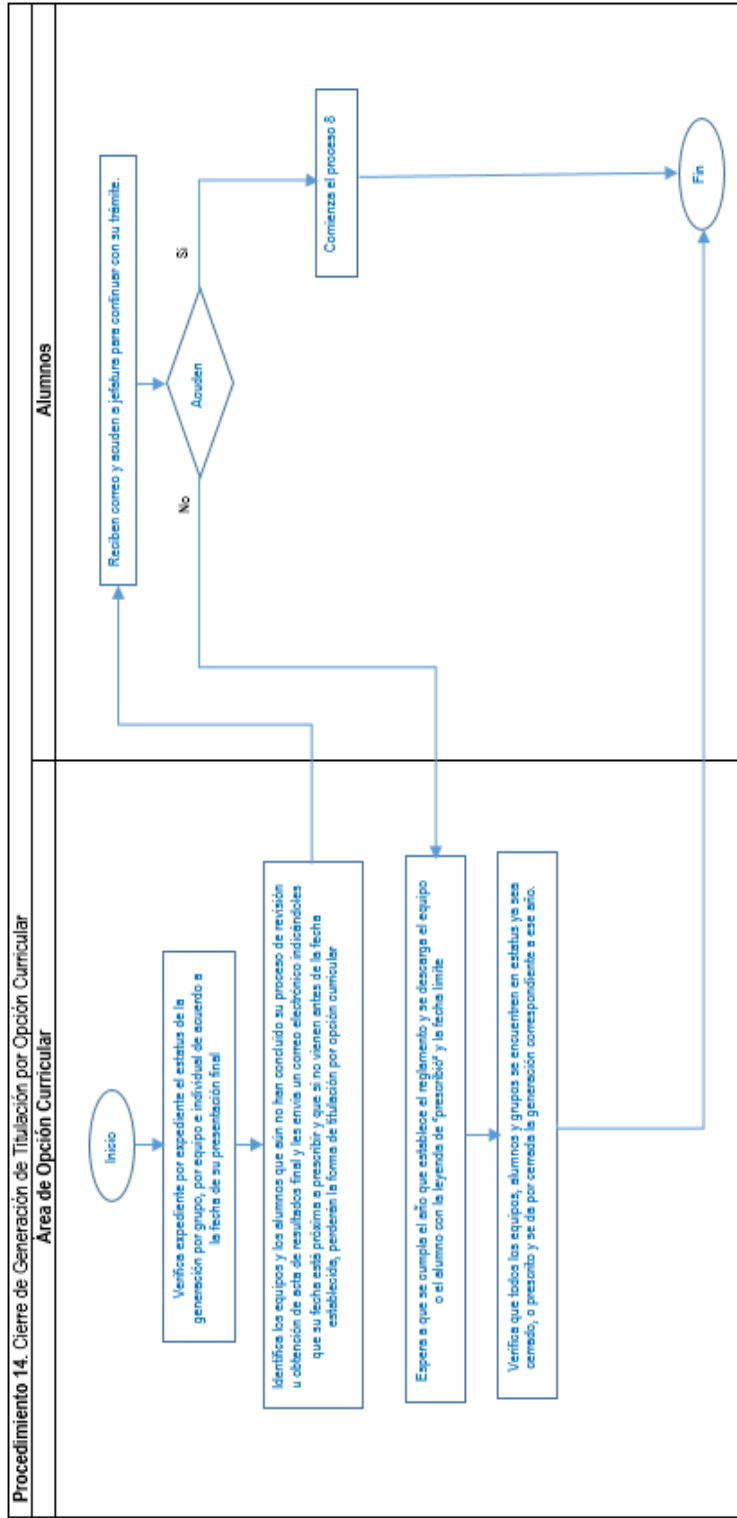 Procedimiento 14. Cierre de Generación de Titulación por Opción Curricular
Área de Opción Curricular
Alumnos
Inicio
Verifica expediente por expediente el estatus de la
generación por grupo, por equipo e individual de acuerdo a
la fecha de su presentación final
Identifica los equipos y los alumnos que aún no han concluido su proceso de revisión
u obtención de acta de resultados final y les envía un correo electrónico indicándoles
que su fecha está próxima a prescribir y que si no vienen antes de la fecha
establecida, perderán la forma de titulación por opción curricular
Reciben correo y acuden a jefatura para continuar con su trámite.
Acuden
No
Si
Comienza el proceso 8
Espera a que se cumpla el año que establece el reglamento y se descarga el equipo
o el alumno con la leyenda de "prescribió" y la fecha límite
Verifica que todos los equipos, alumnos y grupos se encuentren en estatus ya sea
cerrado, o prescrito y se da por cerrada la generación correspondiente a ese año.
Fin